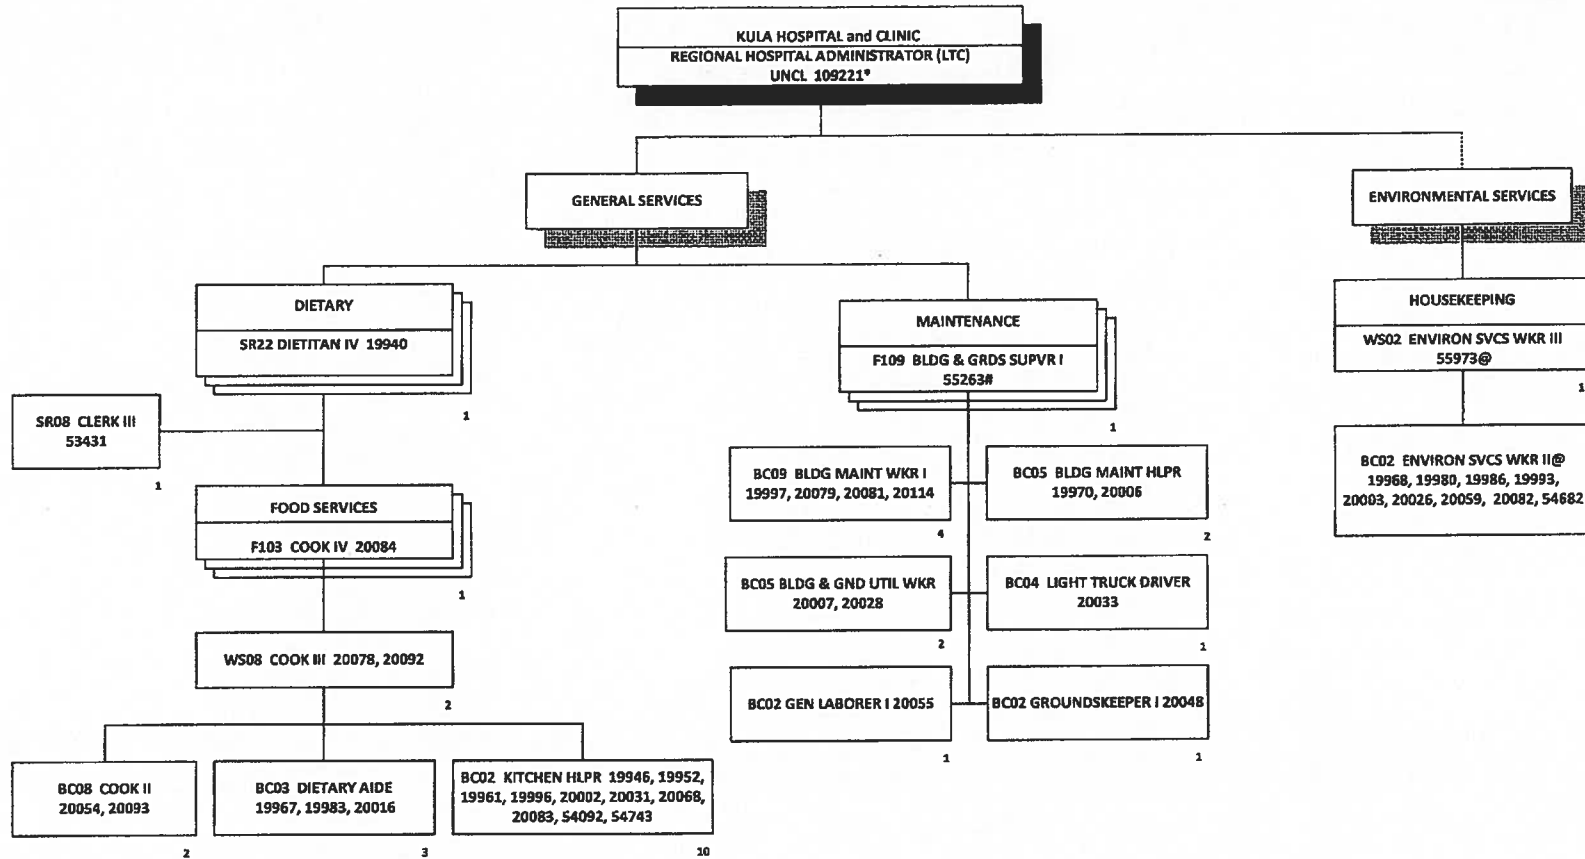 KULA HOSPITAL and CLINIC
REGIONAL HOSPITAL ADMINISTRATOR (LTC)
UNCL 109221*
GENERAL SERVICES
ENVIRONMENTAL SERVICES
DIETARY
SR22 DIETITAN IV 19940
1
SR08 CLERK III
53431
1
FOOD SERVICES
F103 COOK IV 20084
1
WS08 COOK III 20078, 20092
2
BC08 COOK II
20054, 20093
2
BC03 DIETARY AIDE
19967, 19983, 20016
3
BC02 KITCHEN HLPR 19946, 19952,
19961, 19996, 20002, 20031, 20068,
20083, 54092, 54743
10
MAINTENANCE
F109 BLDG & GRDS SUPVR I
55263#
1
BC09 BLDG MAINT WKR I
19997, 20079, 20081, 20114
4
BC05 BLDG MAINT HLPR
19970, 20006
2
BC05 BLDG & GND UTIL WKR
20007, 20028
2
BC04 LIGHT TRUCK DRIVER
20033
1
BC02 GEN LABORER I 20055
1
BC02 GROUNDSKEEPER I 20048
1
HOUSEKEEPING
WS02 ENVIRON SVCS WKR III
55973@
1
BC02 ENVIRON SVCS WKR II@
19968, 19980, 19986, 19993,
20003, 20026, 20059, 20082, 54682